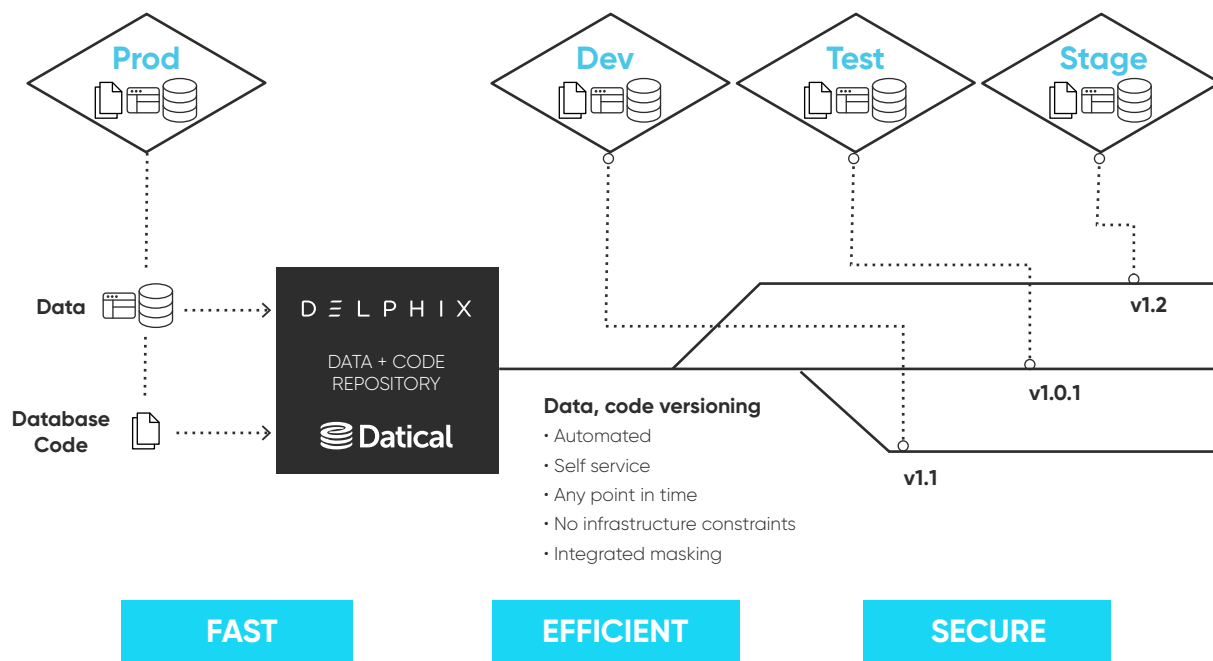 Prod
Dev
Test
Stage
Data
Database
Code
DELPHIX
DATA + CODE
REPOSITORY
Datical
v1.2
v1.0.1
v1.1
Data, code versioning
• Automated
• Self service
• Any point in time
• No infrastructure constraints
• Integrated masking
FAST
EFFICIENT
SECURE